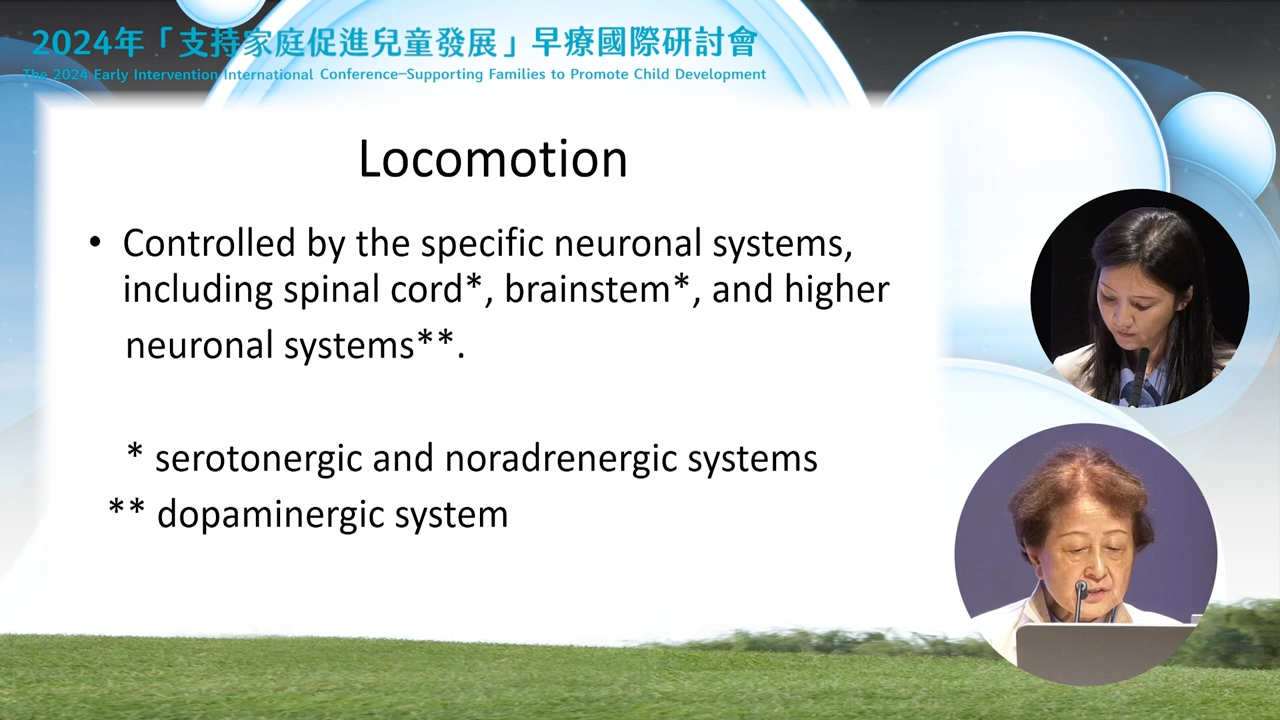 2024年「支持家庭促進兒童發展」早療國際研討會
The 2024 Early Intervention International Conference-Supporting Families to Promote Child Development
Locomotion
• Controlled by the specific neuronal systems,
including spinal cord*, brainstem*, and higher
neuronal systems**.
* serotonergic and noradrenergic systems
** dopaminergic system